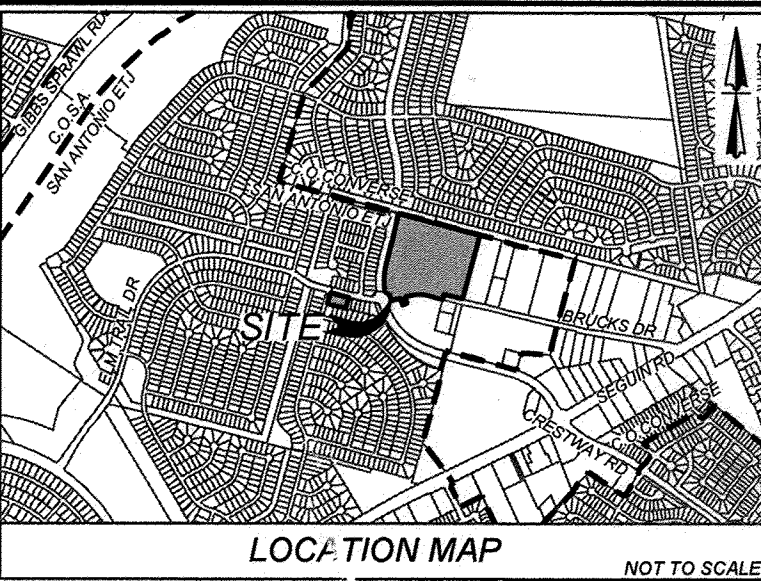 GIBBS SPRAWL RD
C.O.S.A.
SAN ANTONIO ETJ
C.O CONVERSE
SAN ANTONIO ETJ
ELM TRAIL DR
SITE
BRUCKS DR
SEGUIN RD
C.O CONVERSE
CRESTWAY RD
LOCATION MAP
NOT TO SCALE